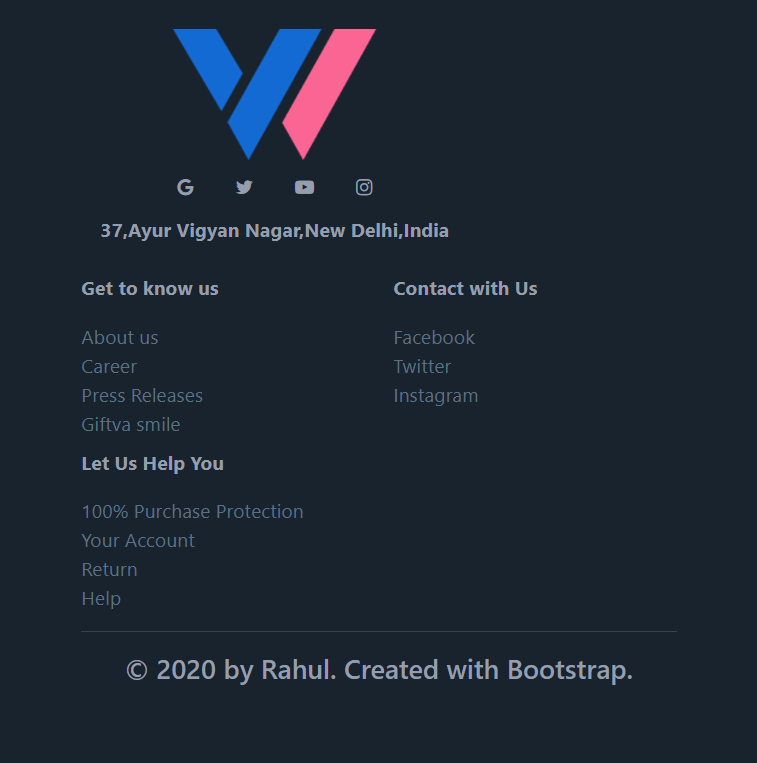 37,Ayur Vigyan Nagar,New Delhi,India
Get to know us
About us
Career
Press Releases
Giftva smile
Contact with Us
Facebook
Twitter
Instagram
Let Us Help You
100% Purchase Protection
Your Account
Return
Help
© 2020 by Rahul. Created with Bootstrap.